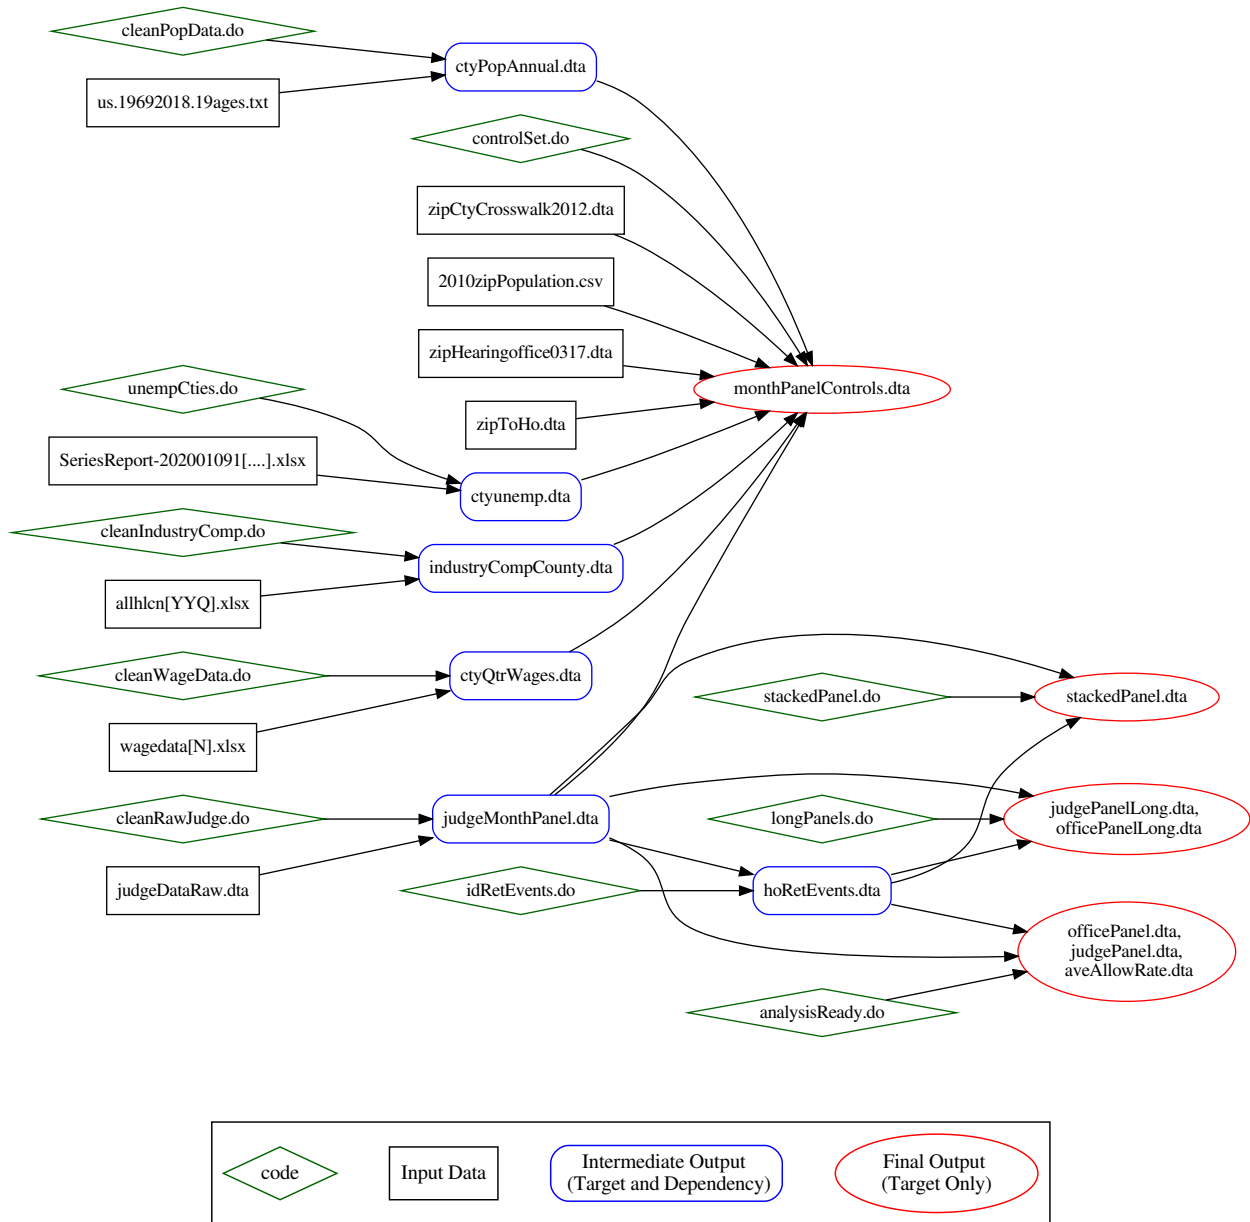 cleanPopData.do
ctyPopAnnual.dta
us.19692018.19ages.txt
controlSet.do
zipCtyCrosswalk2012.dta
2010zipPopulation.csv
zipHearingoffice0317.dta
unempCties.do
monthPanelControls.dta
zipToHo.dta
SeriesReport-202001091[....].xlsx
ctyunemp.dta
cleanIndustryComp.do
industryCompCounty.dta
allhlcn[YYQ].xlsx
cleanWageData.do
ctyQtrWages.dta
stackedPanel.do
stackedPanel.dta
wagedata[N].xlsx
cleanRawJudge.do
judgeMonthPanel.dta
longPanels.do
judgePanelLong.dta,
officePanelLong.dta
judgeDataRaw.dta
idRetEvents.do
hoRetEvents.dta
officePanel.dta,
judgePanel.dta,
aveAllowRate.dta
analysisReady.do
code
Input Data
Intermediate Output
(Target and Dependency)
Final Output
(Target Only)